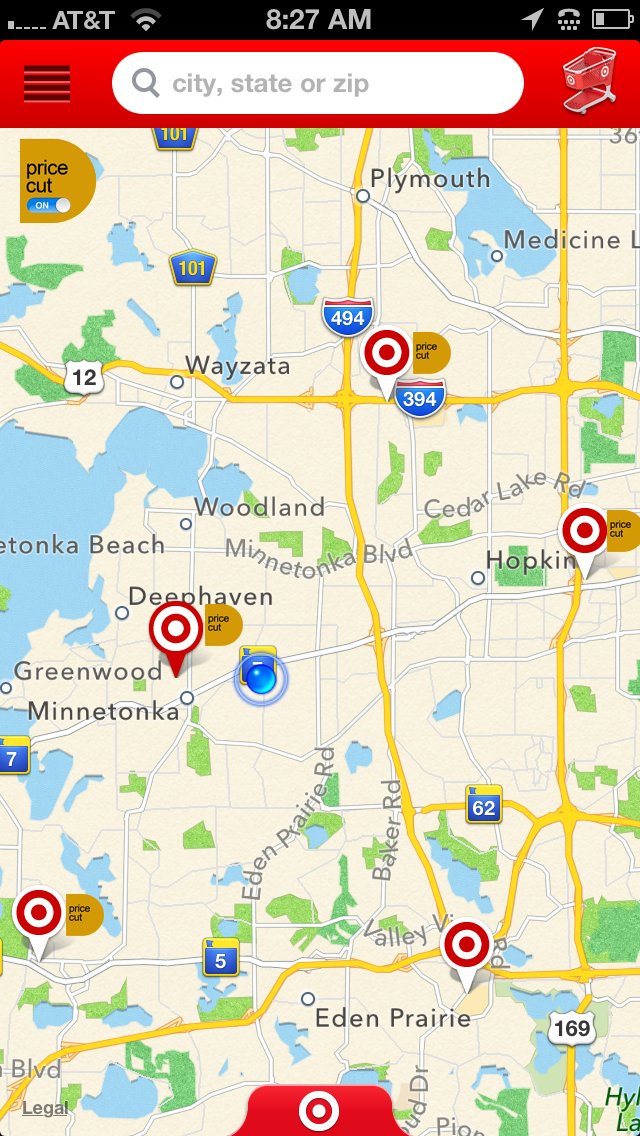 AT&T 8:27 AM
city, state or zip
101
price
cut
ON
Plymouth
Medicine L
101
494
price
cut
Wayzata
12
394
Cedar Lake Rd
Woodland
price
cut
etonka Beach
Minnetonka Blvd
Hopkin
Deephaven
price
cut
Greenwood
Minnetonka
7
Eden Prairie Rd
Baker Rd
62
price
cut
Valley Vi
Rd
5
Eden Prairie
169
Blvd
Legal
ud Dr
Pion
Hyl
La